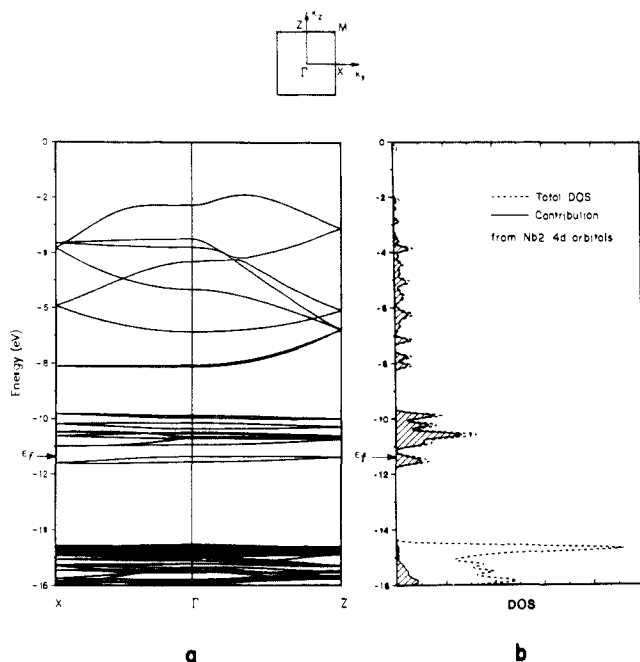 K_z
Z M
Γ X
K_y
0
-2
-4
-6
-8
-10
ε_f
-12
-14
-16
Energy (eV)
X Γ Z
a
0
-2
-4
-6
-8
-10
ε_f
-12
-14
-16
Total DOS
Contribution
from Nb2 4d orbitals
DOS
b